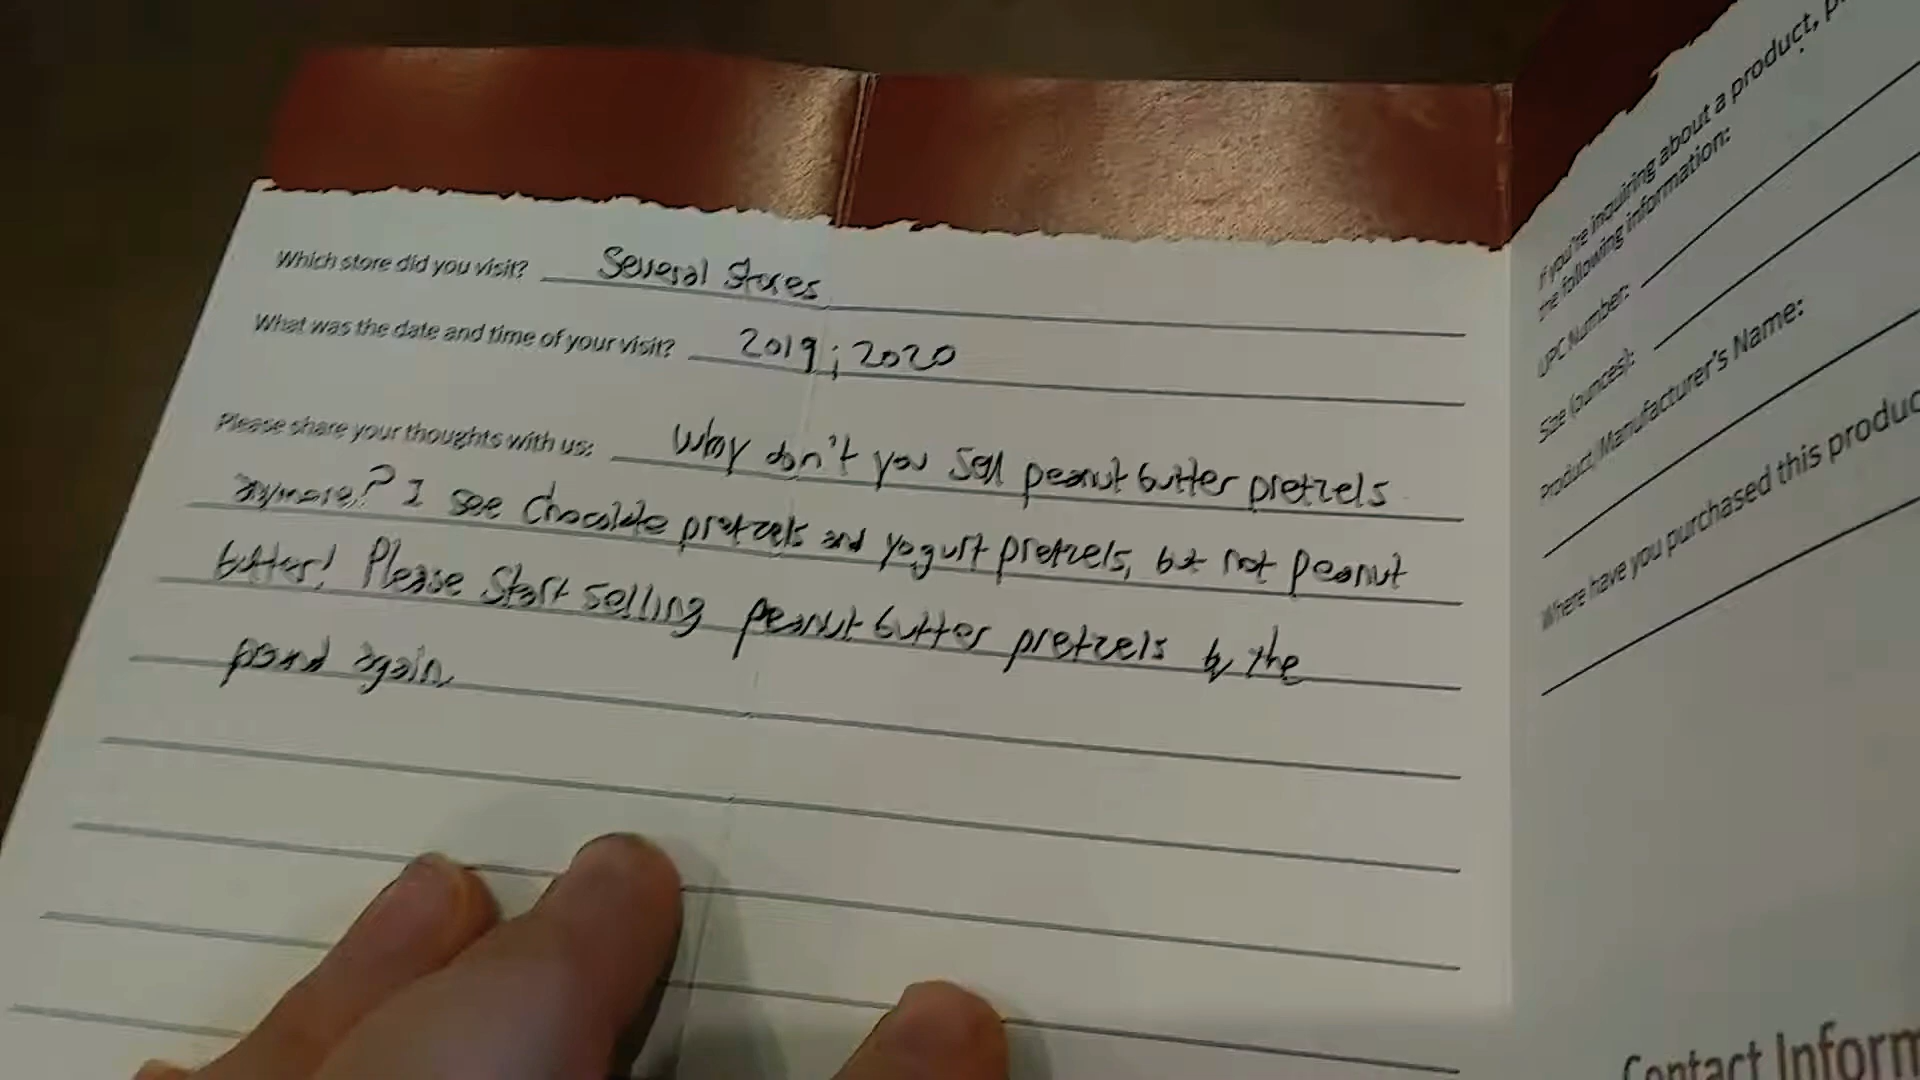 Which store did you visit? Several stores
What was the date and time of your visit? 2019; 2020
Please share your thoughts with us: Why don't you sell peanut butter pretzels
anymore? I see chocolate pretzels and yogurt pretzels, but not peanut
butter! Please start selling peanut butter pretzels by the
pound again.
If you're inquiring about a product, p
the following information:
UPC Number:
Size (ounces):
Product/Manufacturer's Name:
Where have you purchased this produc
Contact Inform